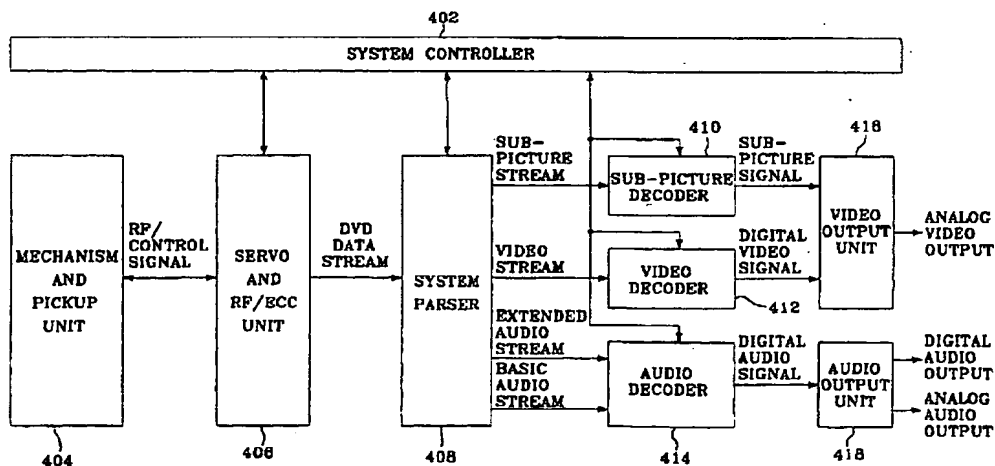 402
SYSTEM CONTROLLER
MECHANISM
AND
PICKUP
UNIT
404
RF/
CONTROL
SIGNAL
SERVO
AND
RF/ECC
UNIT
406
DVD
DATA
STREAM
SYSTEM
PARSER
408
SUB-
PICTURE
STREAM
VIDEO
STREAM
EXTENDED
AUDIO
STREAM
BASIC
AUDIO
STREAM
410
SUB-PICTURE
DECODER
VIDEO
DECODER
412
AUDIO
DECODER
414
SUB-
PICTURE
SIGNAL
DIGITAL
VIDEO
SIGNAL
DIGITAL
AUDIO
SIGNAL
418
VIDEO
OUTPUT
UNIT
ANALOG
VIDEO
OUTPUT
AUDIO
OUTPUT
UNIT
418
DIGITAL
AUDIO
OUTPUT
ANALOG
AUDIO
OUTPUT